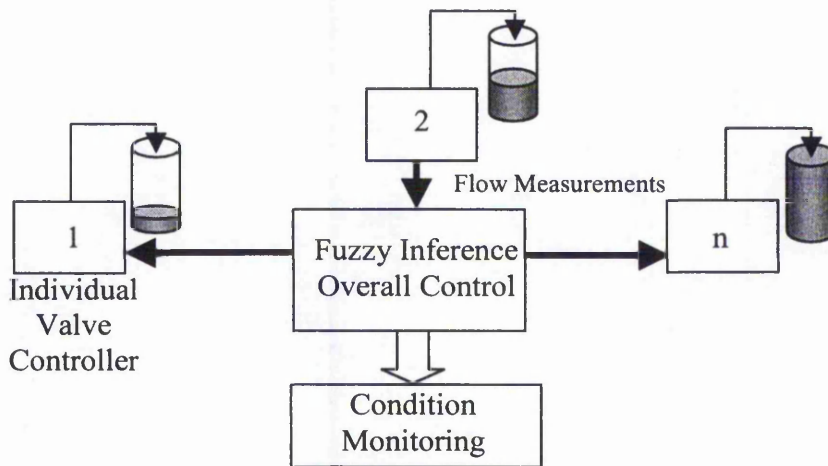 2
Flow Measurements
1
n
Fuzzy Inference
Overall Control
Individual
Valve
Controller
Condition
Monitoring